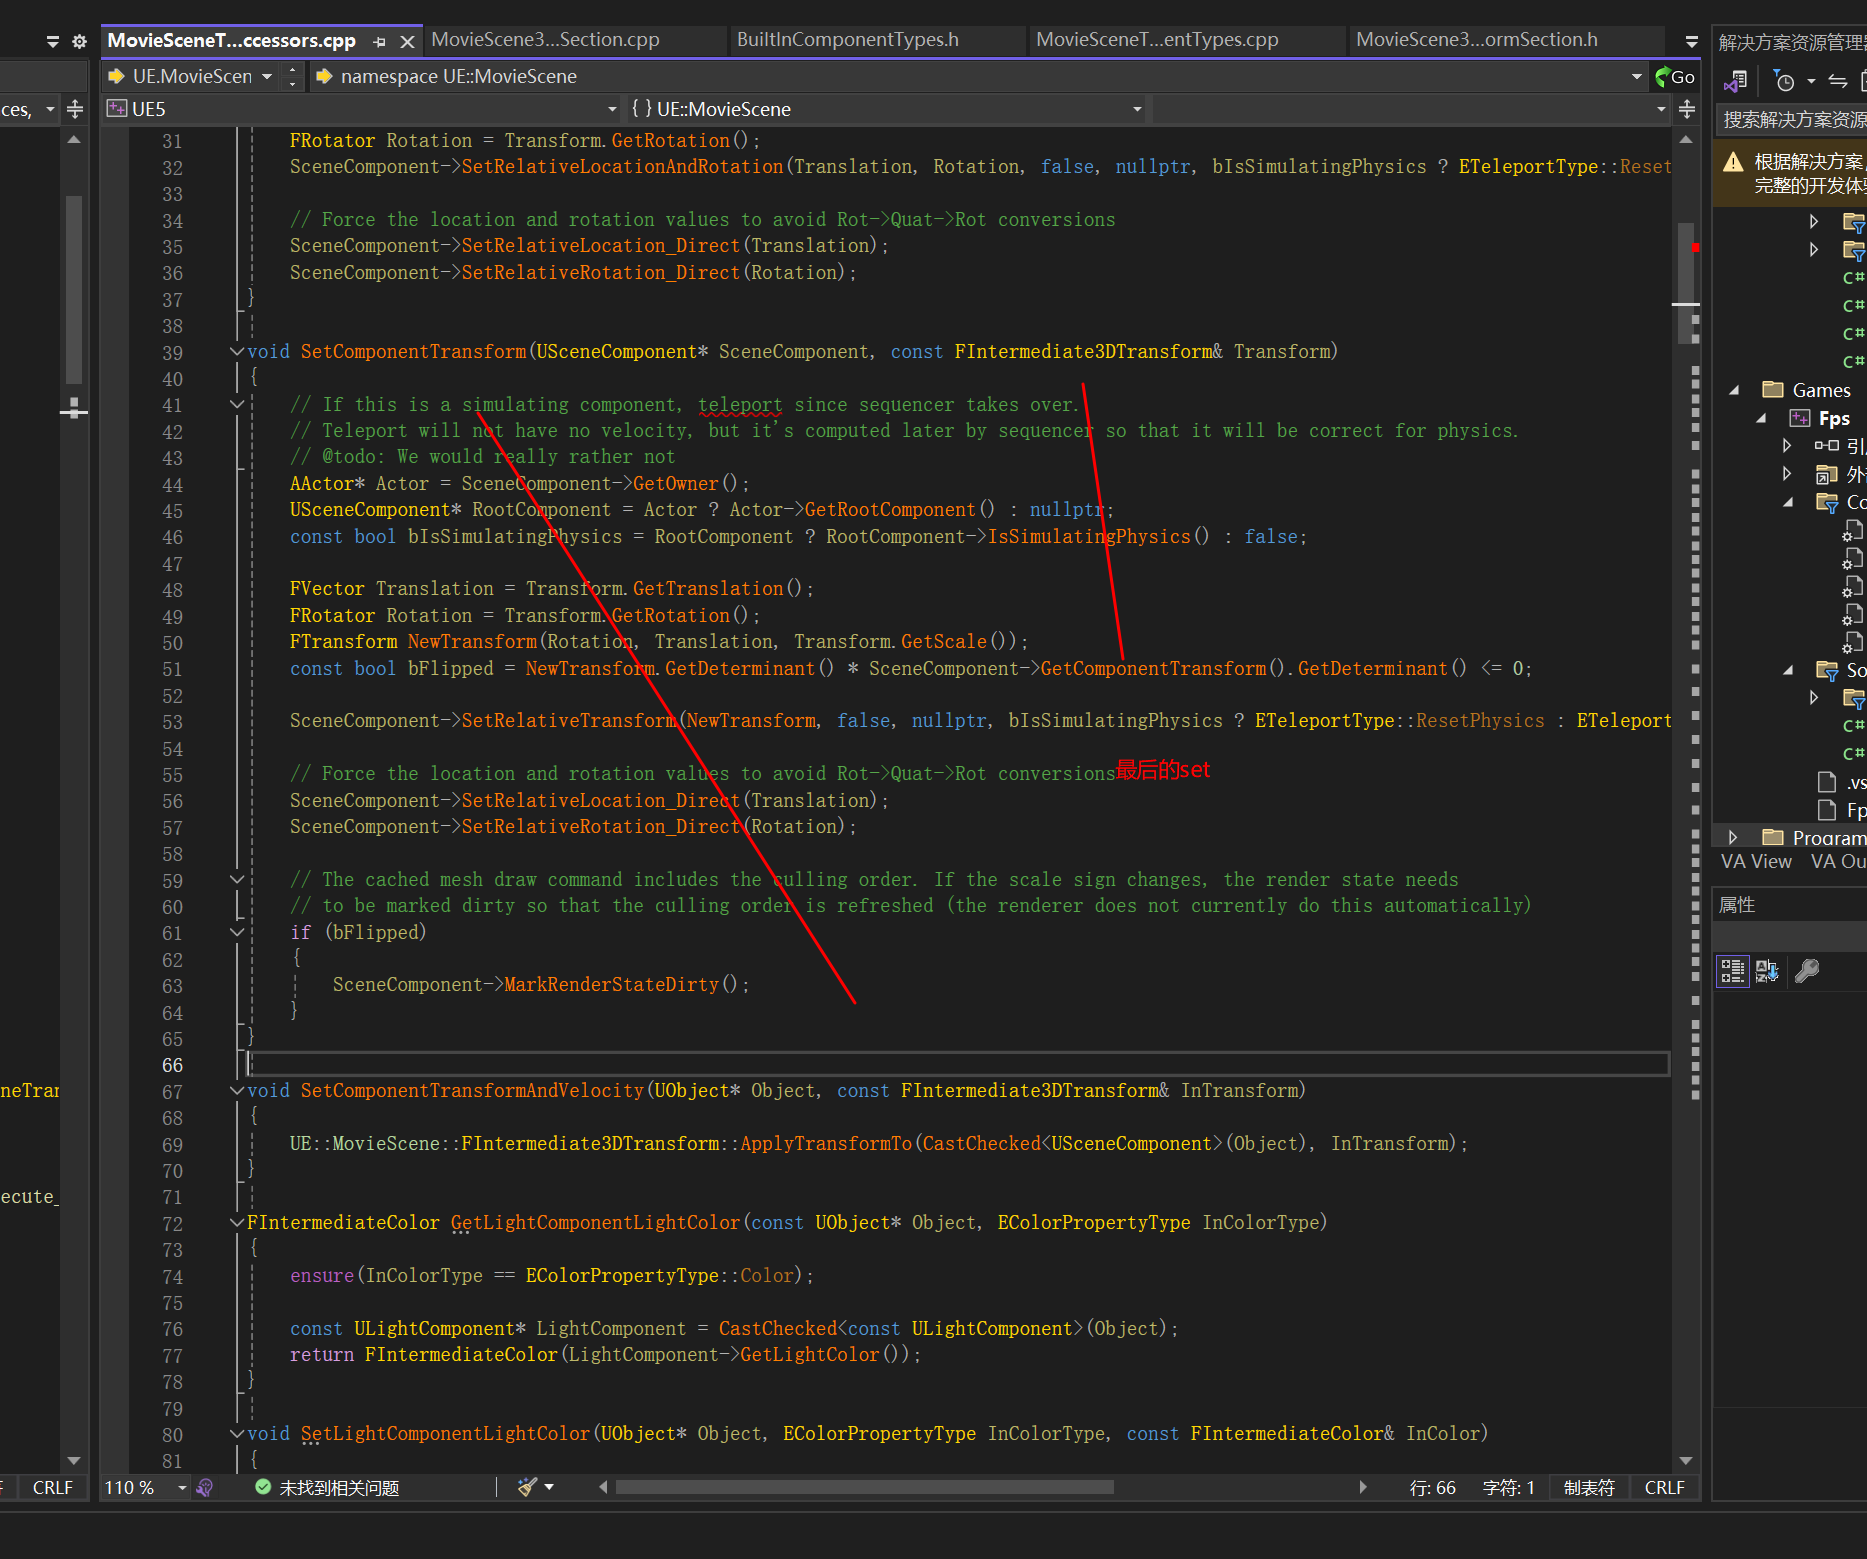 MovieSceneT...ccessors.cpp
MovieScene3...Section.cpp
BuiltInComponentTypes.h
MovieSceneT...entTypes.cpp
MovieScene3...ormSection.h
解决方案资源管理器
UE.MovieScen
namespace UE::MovieScene
Go
ces,
UE5
{ } UE::MovieScene
搜索解决方案资源
根据解决方案,
完整的开发体验
31 FRotator Rotation = Transform.GetRotation();
32 SceneComponent->SetRelativeLocationAndRotation(Translation, Rotation, false, nullptr, bIsSimulatingPhysics ? ETeleportType::Reset
33
34 // Force the location and rotation values to avoid Rot->Quat->Rot conversions
35 SceneComponent->SetRelativeLocation_Direct(Translation);
36 SceneComponent->SetRelativeRotation_Direct(Rotation);
37 }
38
39 void SetComponentTransform(USceneComponent* SceneComponent, const FIntermediate3DTransform& Transform)
40 {
41 // If this is a simulating component, teleport since sequencer takes over.
42 // Teleport will not have no velocity, but it's computed later by sequencer so that it will be correct for physics.
43 // @todo: We would really rather not
44 AActor* Actor = SceneComponent->GetOwner();
45 USceneComponent* RootComponent = Actor ? Actor->GetRootComponent() : nullptr;
46 const bool bIsSimulatingPhysics = RootComponent ? RootComponent->IsSimulatingPhysics() : false;
47
48 FVector Translation = Transform.GetTranslation();
49 FRotator Rotation = Transform.GetRotation();
50 FTransform NewTransform(Rotation, Translation, Transform.GetScale());
51 const bool bFlipped = NewTransform.GetDeterminant() * SceneComponent->GetComponentTransform().GetDeterminant() <= 0;
52
53 SceneComponent->SetRelativeTransform(NewTransform, false, nullptr, bIsSimulatingPhysics ? ETeleportType::ResetPhysics : ETeleport
54
55 // Force the location and rotation values to avoid Rot->Quat->Rot conversions 最后的set
56 SceneComponent->SetRelativeLocation_Direct(Translation);
57 SceneComponent->SetRelativeRotation_Direct(Rotation);
58
59 // The cached mesh draw command includes the culling order. If the scale sign changes, the render state needs
60 // to be marked dirty so that the culling order is refreshed (the renderer does not currently do this automatically)
61 if (bFlipped)
62 {
63 SceneComponent->MarkRenderStateDirty();
64 }
65 }
66
67 void SetComponentTransformAndVelocity(UObject* Object, const FIntermediate3DTransform& InTransform)
68 {
69 UE::MovieScene::FIntermediate3DTransform::ApplyTransformTo(CastChecked<USceneComponent>(Object), InTransform);
70 }
71
72 FIntermediateColor GetLightComponentLightColor(const UObject* Object, EColorPropertyType InColorType)
73 {
74 ensure(InColorType == EColorPropertyType::Color);
75
76 const ULightComponent* LightComponent = CastChecked<const ULightComponent>(Object);
77 return FIntermediateColor(LightComponent->GetLightColor());
78 }
79
80 void SetLightComponentLightColor(UObject* Object, EColorPropertyType InColorType, const FIntermediateColor& InColor)
81 {
neTran
ecute_
C#
C#
C#
C#
Games
Fps
引
外
Co
So
C#
C#
.vs
Fp
Program
VA View VA Ou
属性
CRLF
110 %
未找到相关问题
行: 66 字符: 1 制表符 CRLF